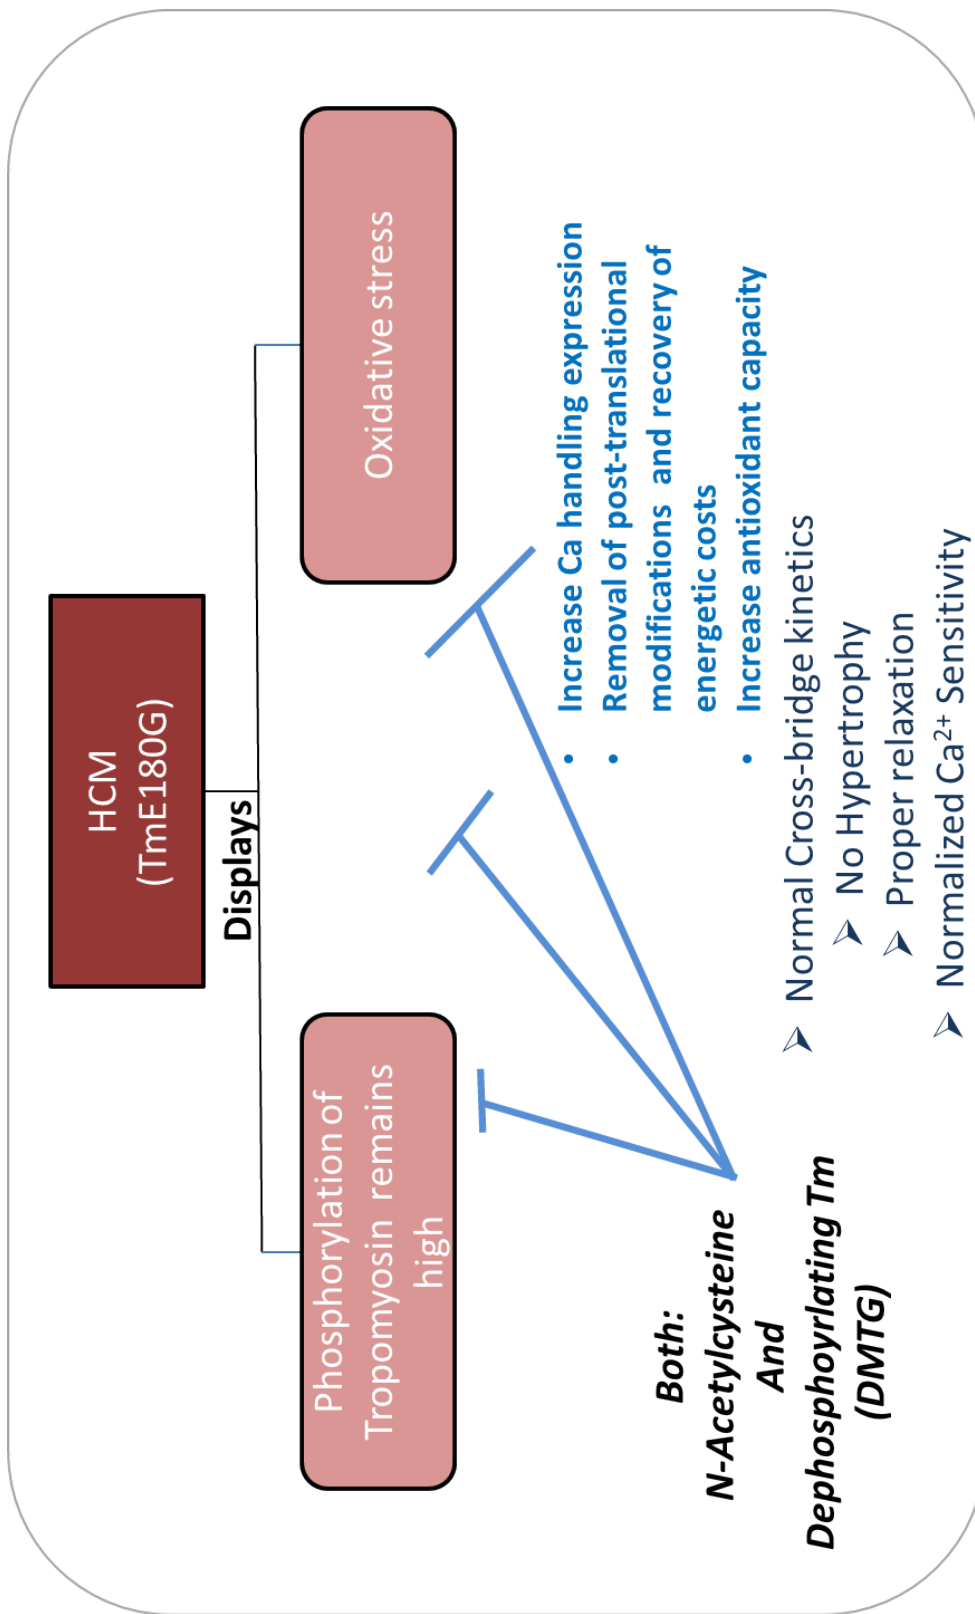 HCM
(TmE180G)
Displays
Phosphorylation of
Tropomyosin remains
high
Oxidative stress
Both:
N-Acetylcysteine
And
Dephosphoyrlating Tm
(DMTG)
• Increase Ca handling expression
• Removal of post-translational
modifications and recovery of
energetic costs
• Increase antioxidant capacity
➢ Normal Cross-bridge kinetics
➢ No Hypertrophy
➢ Proper relaxation
➢ Normalized Ca²⁺ Sensitivity